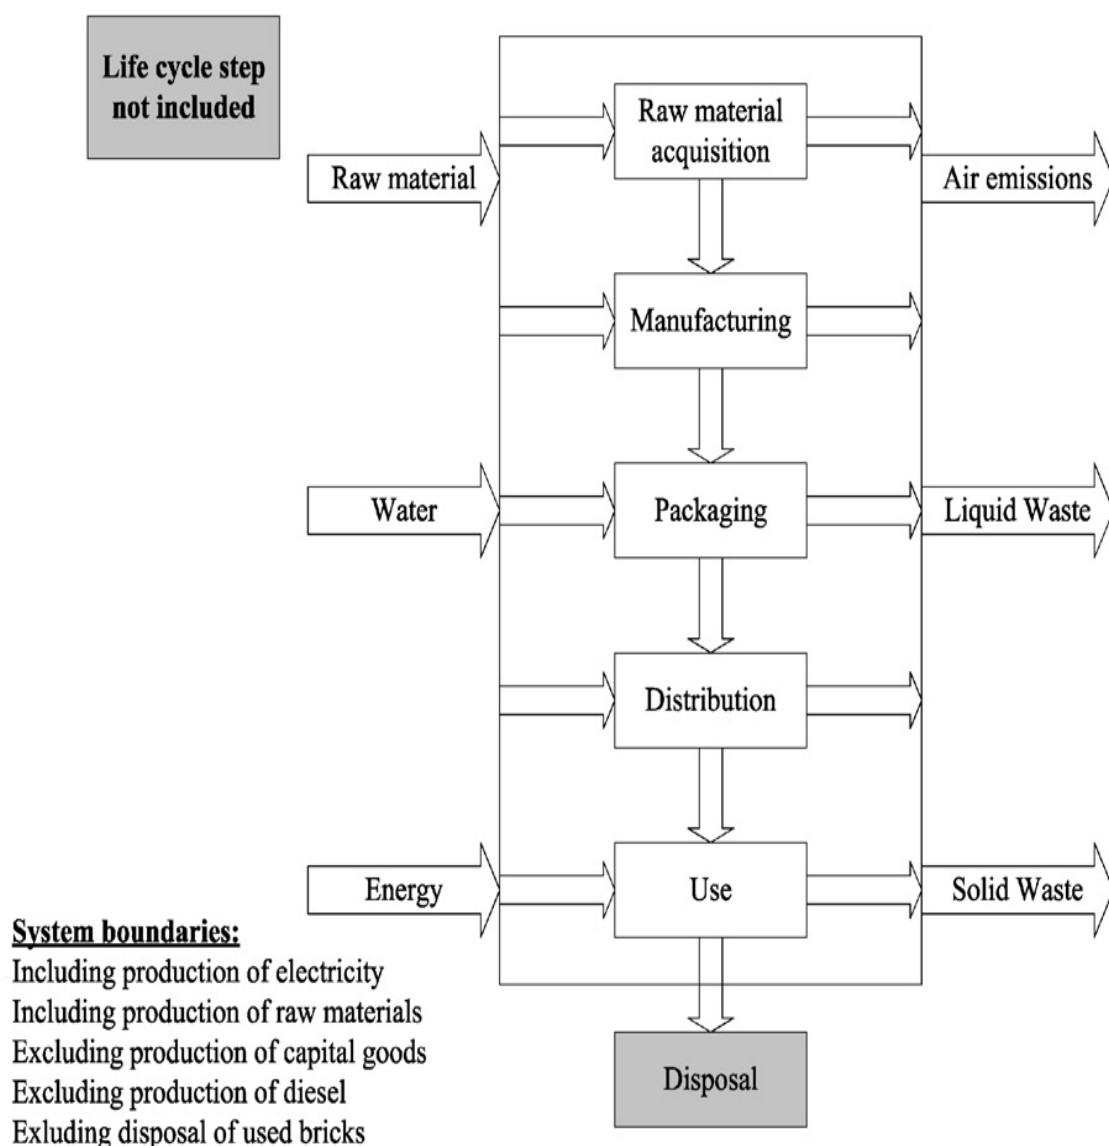 Life cycle step
not included
Raw material
acquisition
Raw material
Air emissions
Manufacturing
Water
Packaging
Liquid Waste
Distribution
Energy
Use
Solid Waste
System boundaries:
Including production of electricity
Including production of raw materials
Excluding production of capital goods
Excluding production of diesel
Exluding disposal of used bricks
Disposal